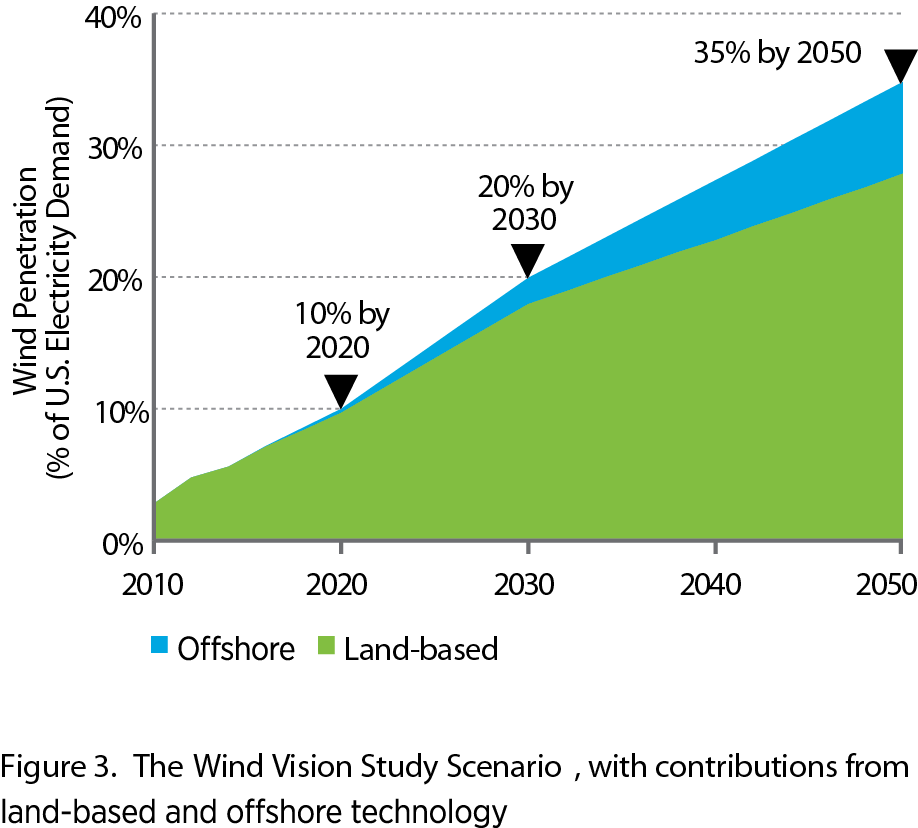 40%
35% by 2050
30%
20% by
2030
20%
10% by
2020
10%
0%
Wind Penetration
(% of U.S. Electricity Demand)
2010 2020 2030 2040 2050
Offshore Land-based
Figure 3. The Wind Vision Study Scenario , with contributions from
land-based and offshore technology